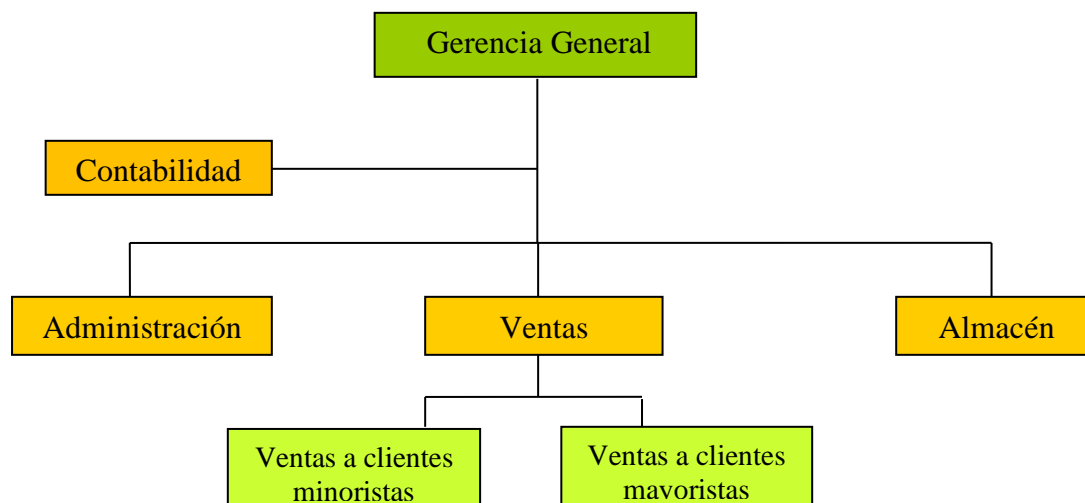 Gerencia General
Contabilidad
Administración
Ventas
Almacén
Ventas a clientes
minoristas
Ventas a clientes
mayoristas